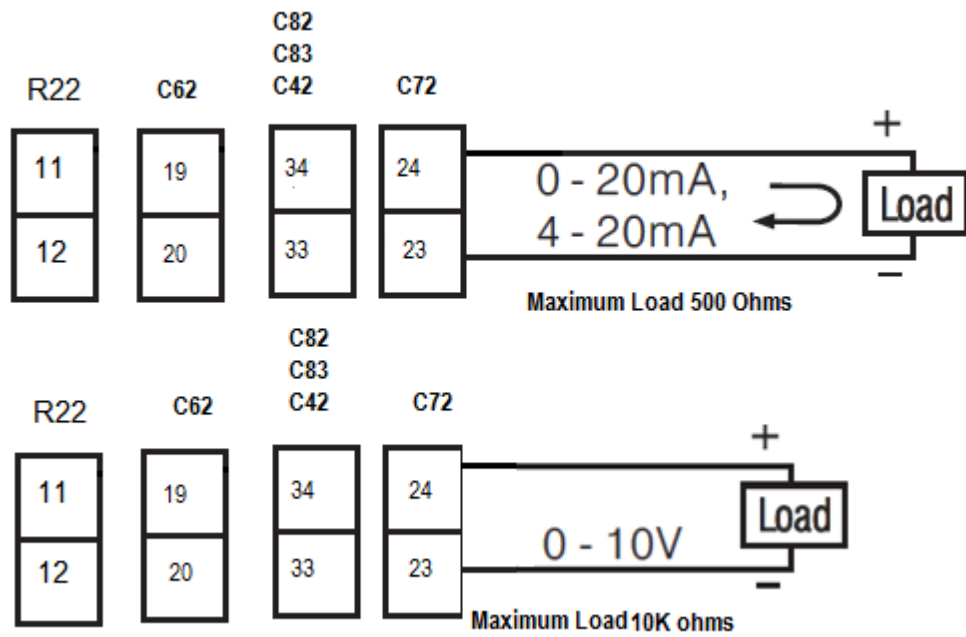 C82
C83
R22 C62 C42 C72
11 19 34 24 +
0 - 20mA,
Load
4 - 20mA
12 20 33 23 –
Maximum Load 500 Ohms
C82
C83
R22 C62 C42 C72
+
11 19 34 24
Load
12 20 33 23 0 - 10V
–
Maximum Load 10K ohms